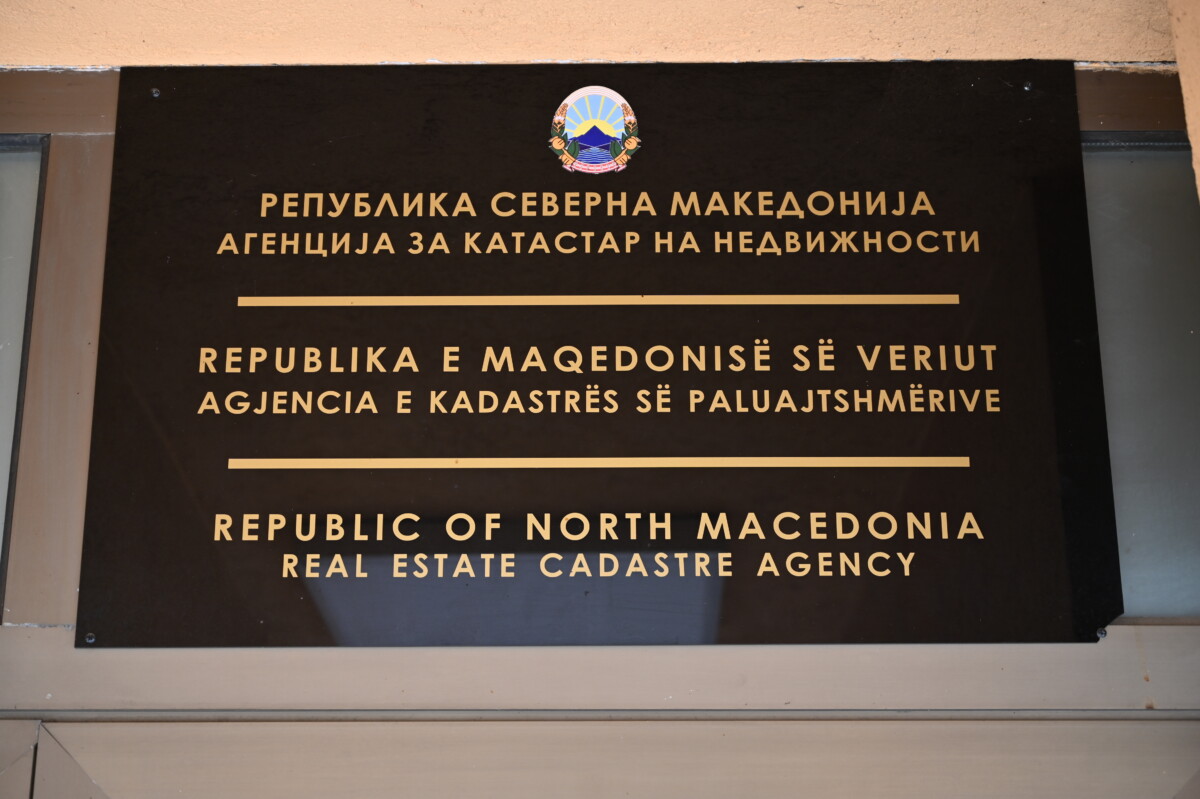 РЕПУБЛИКА СЕВЕРНА МАКЕДОНИЈА
АГЕНЦИЈА ЗА КАТАСТАР НА НЕДВИЖНОСТИ
REPUBLIKA E MAQEDONISË SË VERIUT
AGJENCIA E KADASTRËS SË PALUAJTSHMËRIVE
REPUBLIC OF NORTH MACEDONIA
REAL ESTATE CADASTRE AGENCY